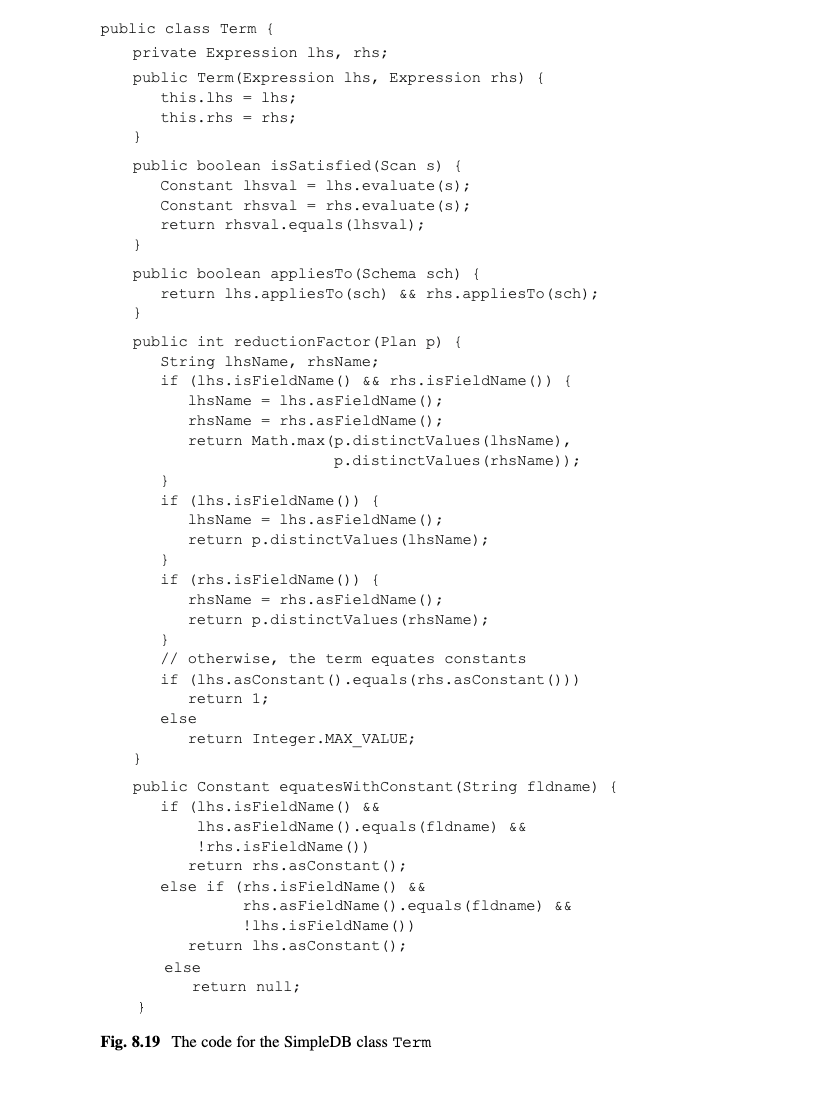 public class Term {
private Expression lhs, rhs;
public Term(Expression lhs, Expression rhs) {
this.lhs = lhs;
this.rhs = rhs;
}
public boolean isSatisfied(Scan s) {
Constant lhsval = lhs.evaluate(s);
Constant rhsval = rhs.evaluate(s);
return rhsval.equals(lhsval);
}
public boolean appliesTo(Schema sch) {
return lhs.appliesTo(sch) && rhs.appliesTo(sch);
}
public int reductionFactor(Plan p) {
String lhsName, rhsName;
if (lhs.isFieldName() && rhs.isFieldName()) {
lhsName = lhs.asFieldName();
rhsName = rhs.asFieldName();
return Math.max(p.distinctValues(lhsName),
p.distinctValues(rhsName));
}
if (lhs.isFieldName()) {
lhsName = lhs.asFieldName();
return p.distinctValues(lhsName);
}
if (rhs.isFieldName()) {
rhsName = rhs.asFieldName();
return p.distinctValues(rhsName);
}
// otherwise, the term equates constants
if (lhs.asConstant().equals(rhs.asConstant()))
return 1;
else
return Integer.MAX_VALUE;
}
public Constant equatesWithConstant(String fldname) {
if (lhs.isFieldName() &&
lhs.asFieldName().equals(fldname) &&
!rhs.isFieldName())
return rhs.asConstant();
else if (rhs.isFieldName() &&
rhs.asFieldName().equals(fldname) &&
!lhs.isFieldName())
return lhs.asConstant();
else
return null;
}
Fig. 8.19 The code for the SimpleDB class Term